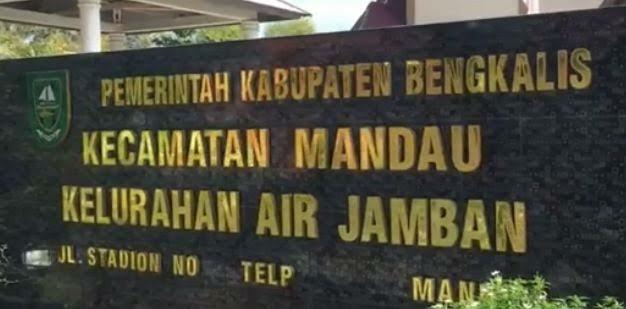 PEMERINTAH KABUPATEN BENGKALIS
KECAMATAN MANDAU
KELURAHAN AIR JAMBAN
JL. STADION NO TELP